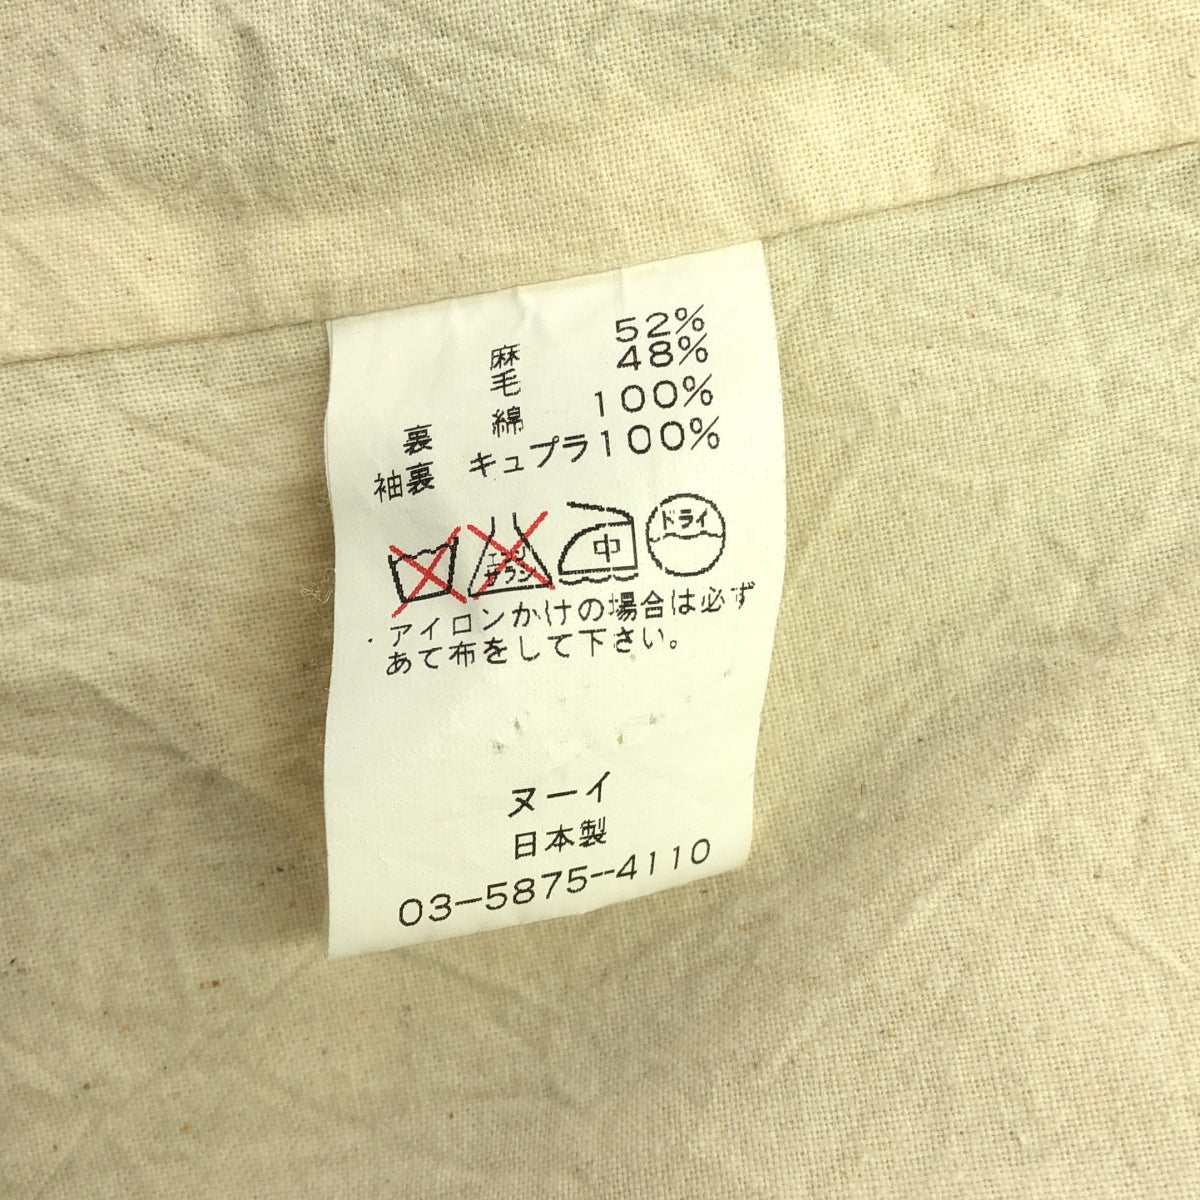 麻 52%
毛 48%
裏 綿 100%
袖裏 キュプラ100%
エンソ サラシ 中 ドライ
・アイロンかけの場合は必ず
あて布をして下さい。
ヌーイ
日本製
03-5875-4110